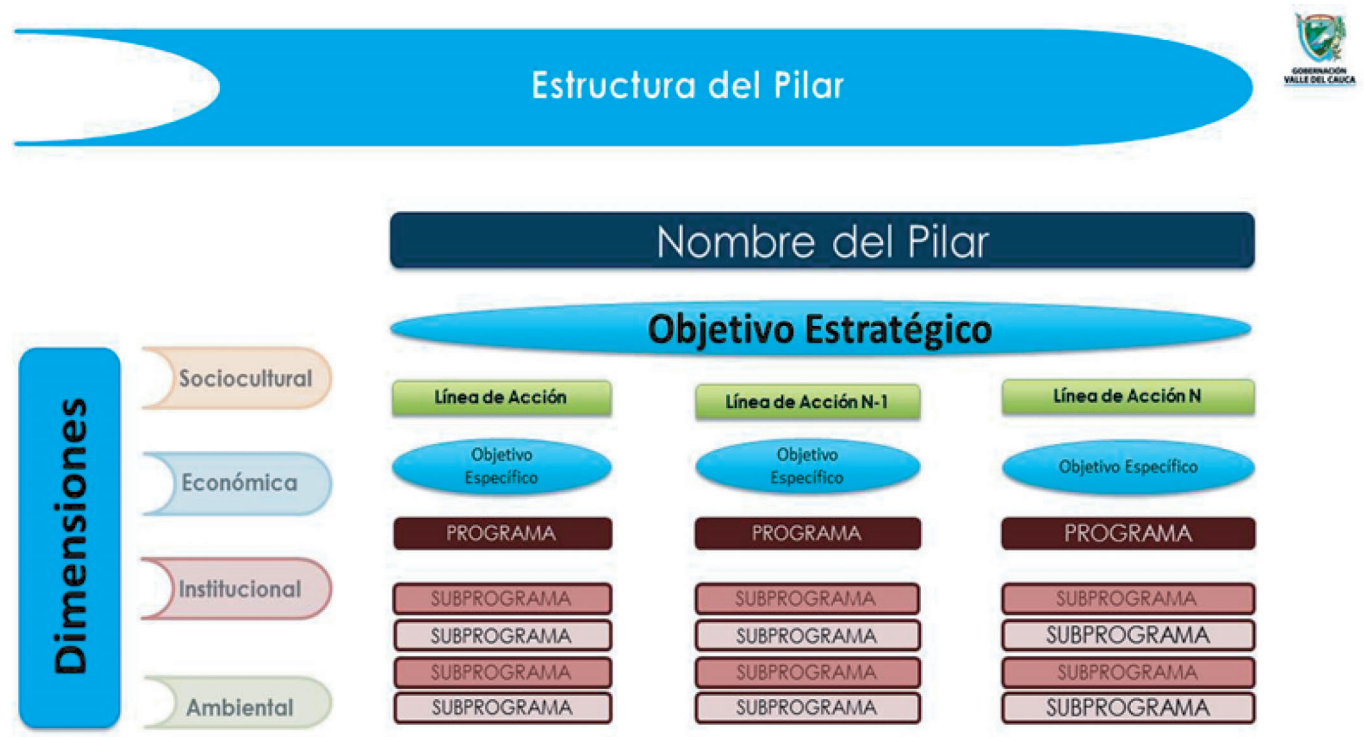 Estructura del Pilar
GOBERNACIÓN
VALLE DEL CAUCA
Nombre del Pilar
Objetivo Estratégico
Dimensiones
Sociocultural
Económica
Institucional
Ambiental
Línea de Acción
Objetivo
Específico
PROGRAMA
SUBPROGRAMA
SUBPROGRAMA
SUBPROGRAMA
SUBPROGRAMA
Línea de Acción N-1
Objetivo
Específico
PROGRAMA
SUBPROGRAMA
SUBPROGRAMA
SUBPROGRAMA
SUBPROGRAMA
Línea de Acción N
Objetivo Específico
PROGRAMA
SUBPROGRAMA
SUBPROGRAMA
SUBPROGRAMA
SUBPROGRAMA